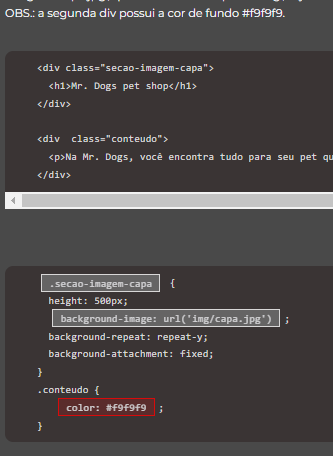 OBS.: a segunda div possui a cor de fundo #f9f9f9.
<div class="secao-imagem-capa">
<h1>Mr. Dogs pet shop</h1>
</div>
<div  class="conteudo">
<p>Na Mr. Dogs, você encontra tudo para seu pet
</div>
.secao-imagem-capa {
height: 500px;
background-image: url('img/capa.jpg') ;
background-repeat: repeat-y;
background-attachment: fixed;
}
.conteudo {
color: #f9f9f9 ;
}